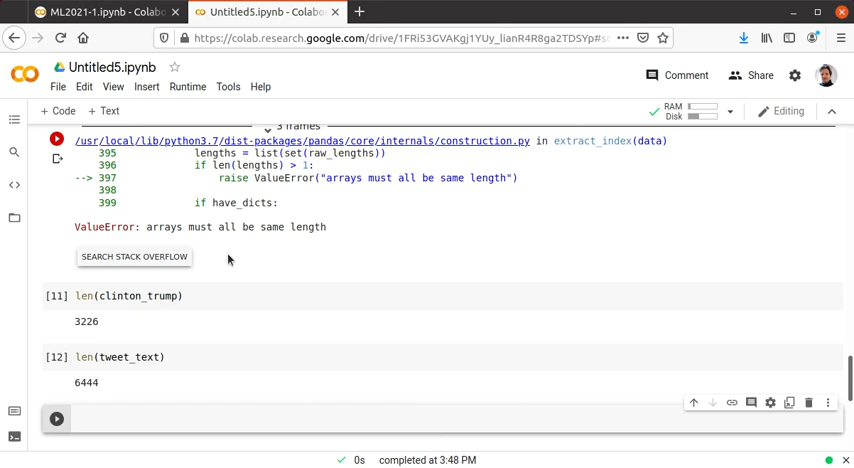 ML2021-1.ipynb - Colab
Untitled5.ipynb - Colabo
https://colab.research.google.com/drive/1FRi53GVAKgj1YUy_lianR4R8ga2TDSYp#sc
Untitled5.ipynb
Comment
Share
File Edit View Insert Runtime Tools Help
+ Code + Text
RAM
Disk
Editing
3 frames
/usr/local/lib/python3.7/dist-packages/pandas/core/internals/construction.py in extract_index(data)
395 lengths = list(set(raw_lengths))
396 if len(lengths) > 1:
--> 397 raise ValueError("arrays must all be same length")
398
399 if have_dicts:
ValueError: arrays must all be same length
SEARCH STACK OVERFLOW
[11] len(clinton_trump)
3226
[12] len(tweet_text)
6444
0s completed at 3:48 PM